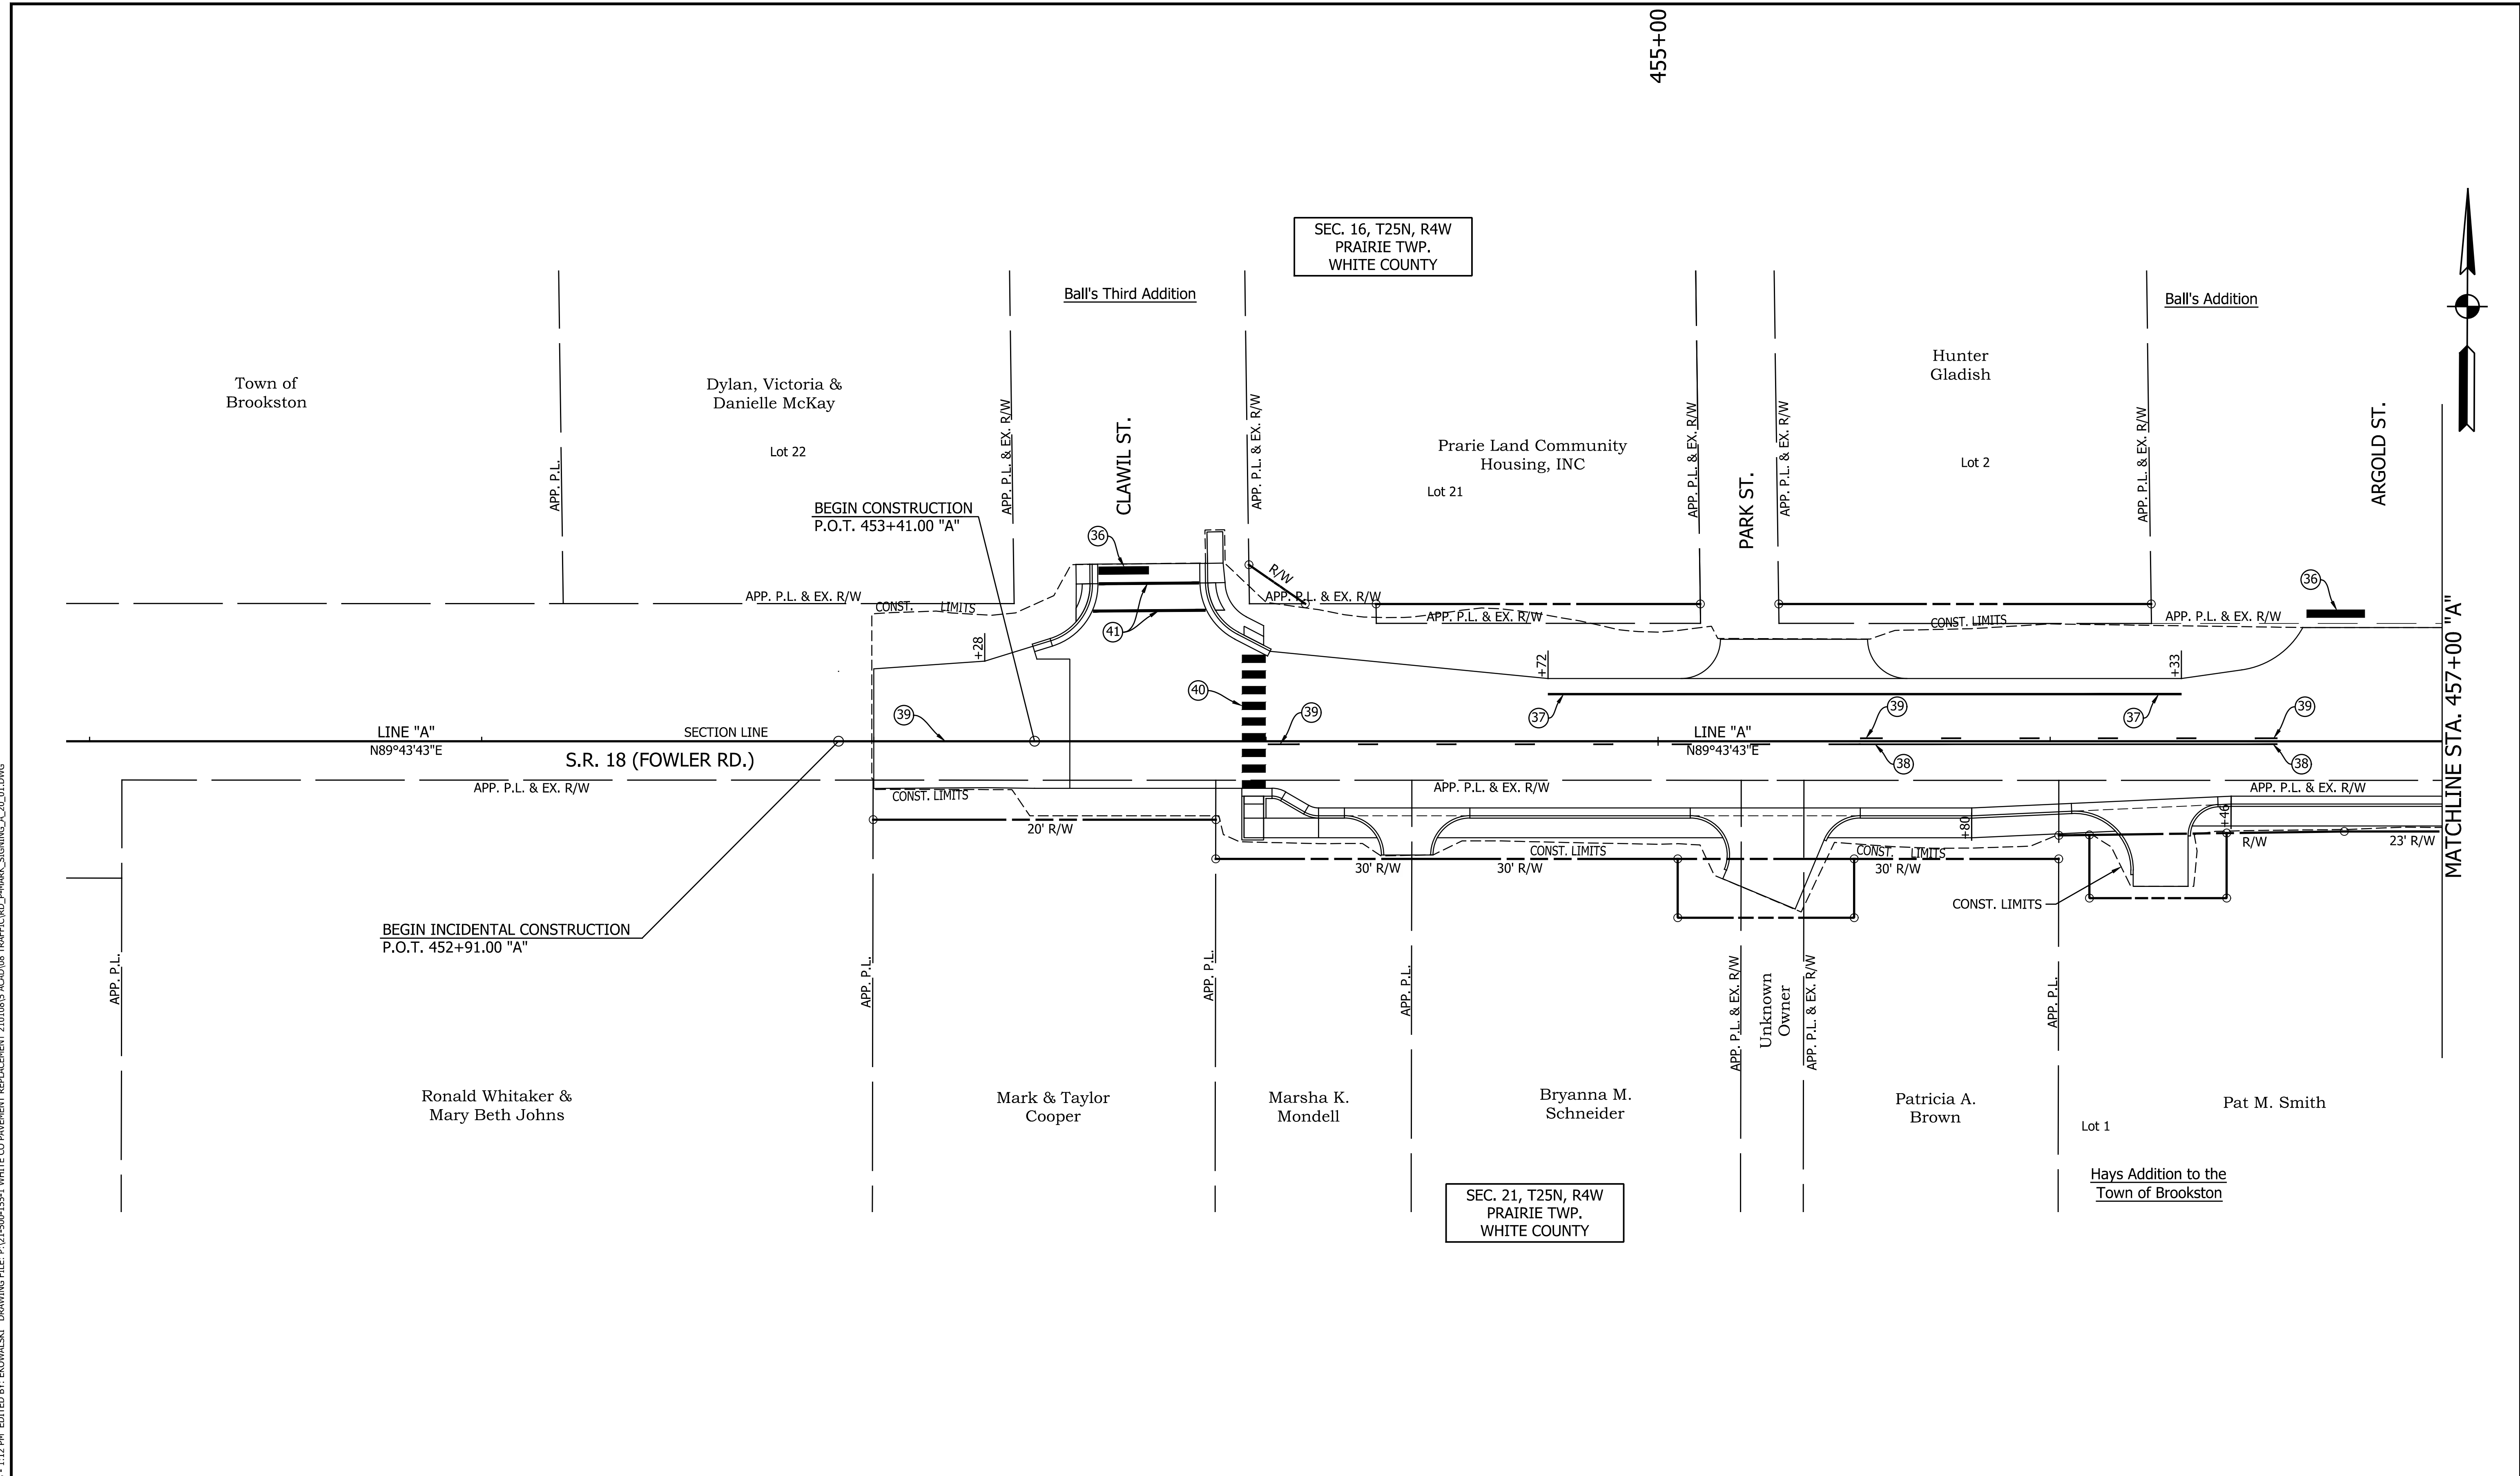 455+00
SEC. 16, T25N, R4W
PRAIRIE TWP.
WHITE COUNTY
Ball's Third Addition
Ball's Addition
Town of
Brookston
Dylan, Victoria &
Danielle McKay
Lot 22
Hunter
Gladish
Lot 2
Prarie Land Community
Housing, INC
Lot 21
CLAWIL ST.
PARK ST.
ARGOLD ST.
APP. P.L.
APP. P.L. & EX. R/W
APP. P.L. & EX. R/W
APP. P.L. & EX. R/W
APP. P.L. & EX. R/W
APP. P.L. & EX. R/W
BEGIN CONSTRUCTION
P.O.T. 453+41.00 "A"
36
R/W
36
APP. P.L. & EX. R/W
CONST. LIMITS
APP. P.L. & EX. R/W
APP. P.L. & EX. R/W
CONST. LIMITS
APP. P.L. & EX. R/W
41
+28
+72
+33
40
39
39
37
39
37
39
LINE "A"
N89°43'43"E
SECTION LINE
S.R. 18 (FOWLER RD.)
LINE "A"
N89°43'43"E
38
38
MATCHLINE STA. 457+00 "A"
APP. P.L. & EX. R/W
CONST. LIMITS
APP. P.L. & EX. R/W
APP. P.L. & EX. R/W
20' R/W
+80
+46
CONST. LIMITS
CONST. LIMITS
R/W
23' R/W
30' R/W
30' R/W
30' R/W
CONST. LIMITS
BEGIN INCIDENTAL CONSTRUCTION
P.O.T. 452+91.00 "A"
APP. P.L.
APP. P.L.
APP. P.L.
APP. P.L.
APP. P.L. & EX. R/W
Unknown
Owner
APP. P.L. & EX. R/W
APP. P.L.
Ronald Whitaker &
Mary Beth Johns
Mark & Taylor
Cooper
Marsha K.
Mondell
Bryanna M.
Schneider
Patricia A.
Brown
Pat M. Smith
Lot 1
Hays Addition to the
Town of Brookston
SEC. 21, T25N, R4W
PRAIRIE TWP.
WHITE COUNTY